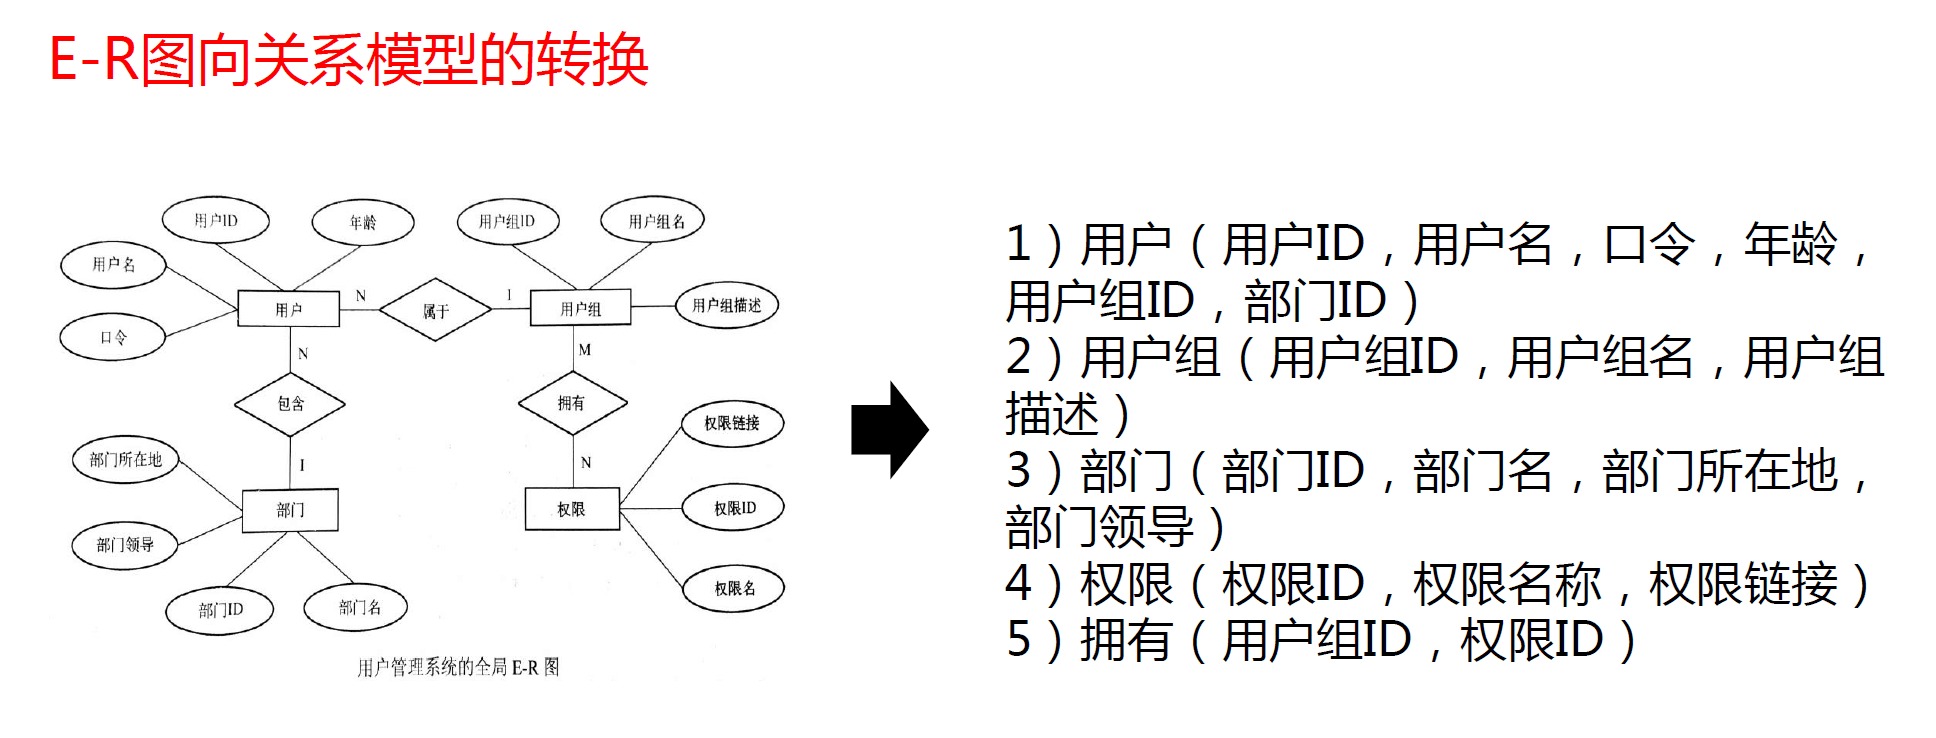 E-R图向关系模型的转换
用户ID
年龄
用户组ID
用户组名
用户名
用户
N
属于
1
用户组
用户组描述
口令
N
M
包含
拥有
权限链接
部门所在地
1
N
部门
权限
权限ID
部门领导
权限名
部门ID
部门名
用户管理系统的全局 E-R 图
1）用户（用户ID，用户名，口令，年龄，
用户组ID，部门ID）
2）用户组（用户组ID，用户组名，用户组
描述）
3）部门（部门ID，部门名，部门所在地，
部门领导）
4）权限（权限ID，权限名称，权限链接）
5）拥有（用户组ID，权限ID）